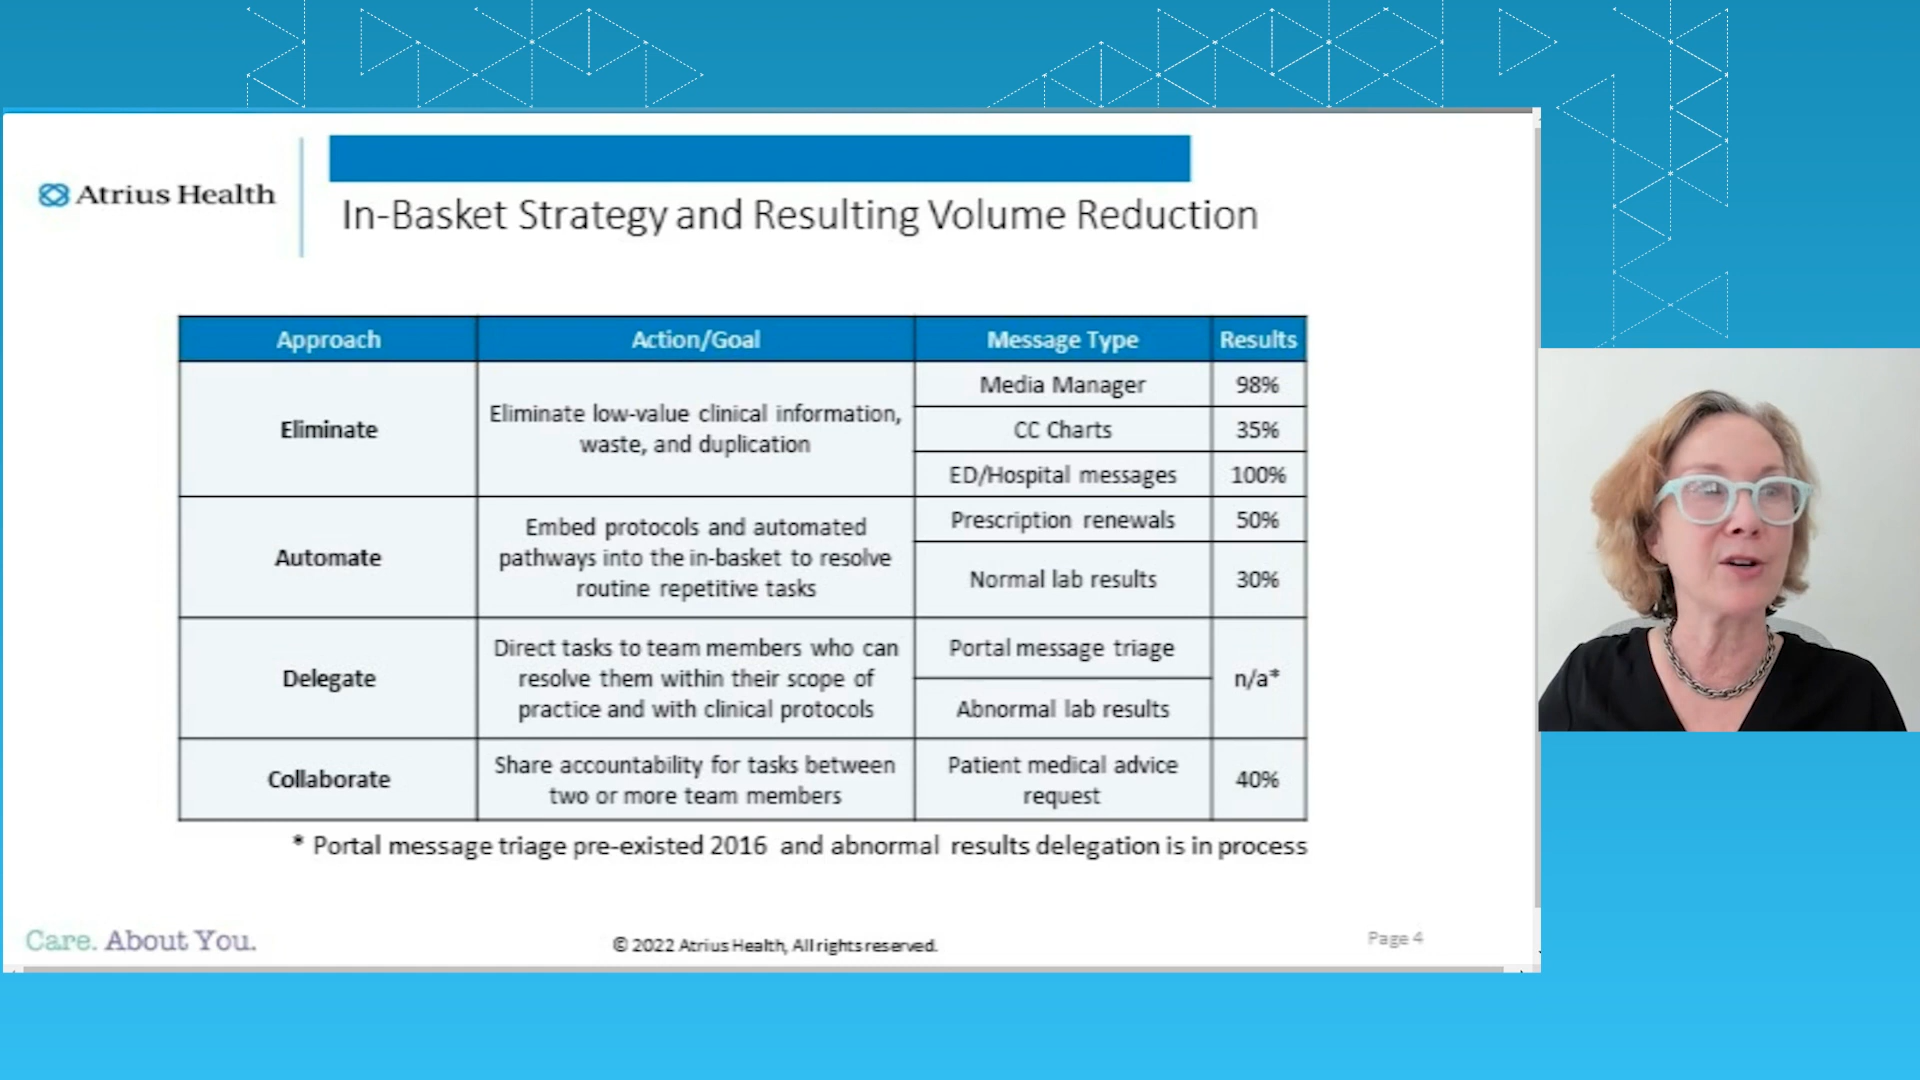 Atrius Health
In-Basket Strategy and Resulting Volume Reduction
Approach
Action/Goal
Message Type
Results
Eliminate
Eliminate low-value clinical information,
waste, and duplication
Media Manager
98%
CC Charts
35%
ED/Hospital messages
100%
Automate
Embed protocols and automated
pathways into the in-basket to resolve
routine repetitive tasks
Prescription renewals
50%
Normal lab results
30%
Delegate
Direct tasks to team members who can
resolve them within their scope of
practice and with clinical protocols
Portal message triage
Abnormal lab results
n/a*
Collaborate
Share accountability for tasks between
two or more team members
Patient medical advice
request
40%
* Portal message triage pre-existed 2016 and abnormal results delegation is in process
Care. About You.
© 2022 Atrius Health, All rights reserved.
Page 4